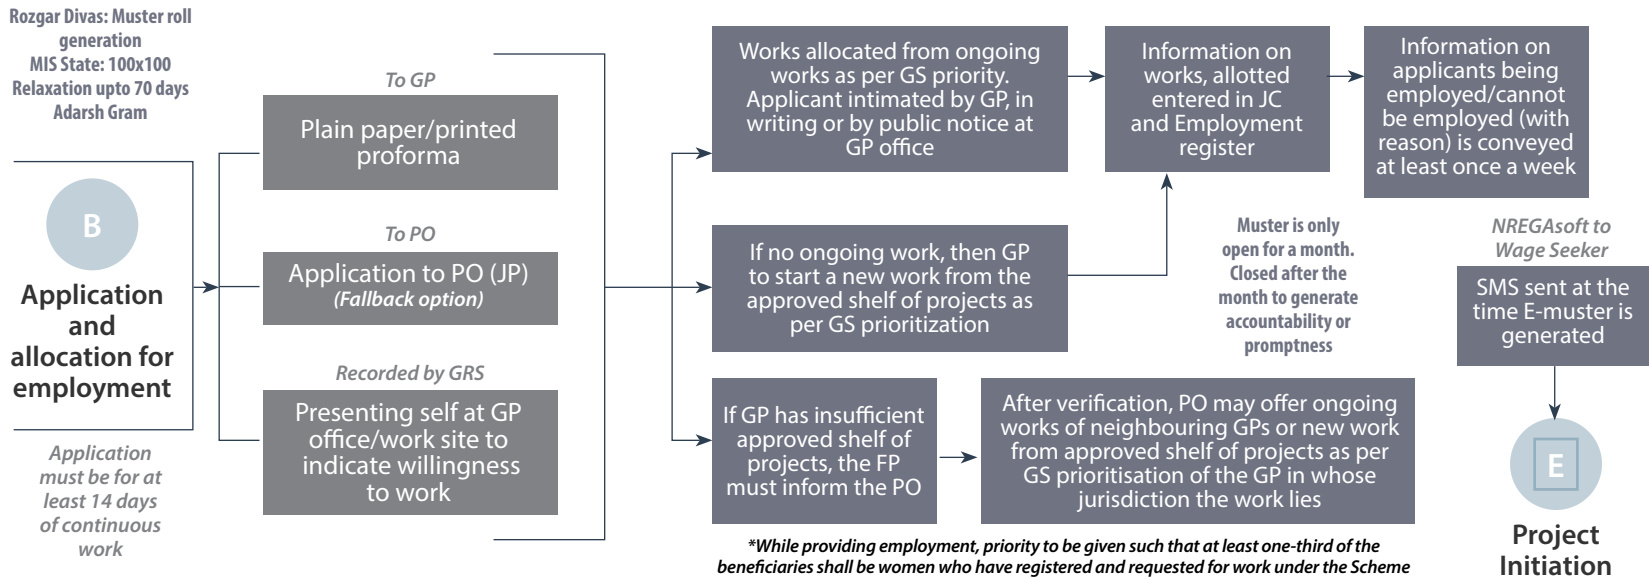 Rozgar Divas: Muster roll
generation
MIS State: 100x100
Relaxation upto 70 days
Adarsh Gram
B
Application
and
allocation for
employment
Application
must be for at
least 14 days
of continuous
work
To GP
Plain paper/printed
proforma
To PO
Application to PO (JP)
(Fallback option)
Recorded by GRS
Presenting self at GP
office/work site to
indicate willingness
to work
Works allocated from ongoing
works as per GS priority.
Applicant intimated by GP, in
writing or by public notice at
GP office
Information on
works, allotted
entered in JC
and Employment
register
Information on
applicants being
employed/cannot
be employed (with
reason) is conveyed
at least once a week
If no ongoing work, then GP
to start a new work from the
approved shelf of projects as
per GS prioritization
Muster is only
open for a month.
Closed after the
month to generate
accountability or
promptness
NREGAsoft to
Wage Seeker
SMS sent at the
time E-muster is
generated
If GP has insufficient
approved shelf of
projects, the FP
must inform the PO
After verification, PO may offer ongoing
works of neighbouring GPs or new work
from approved shelf of projects as per
GS prioritisation of the GP in whose
jurisdiction the work lies
E
Project
Initiation
*While providing employment, priority to be given such that at least one-third of the
beneficiaries shall be women who have registered and requested for work under the Scheme